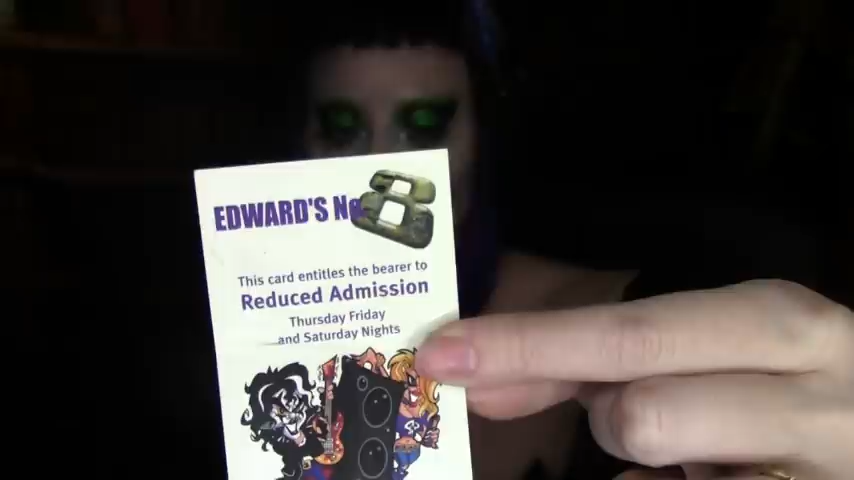 EDWARD'S No 8
This card entitles the bearer to
Reduced Admission
Thursday Friday
and Saturday Nights